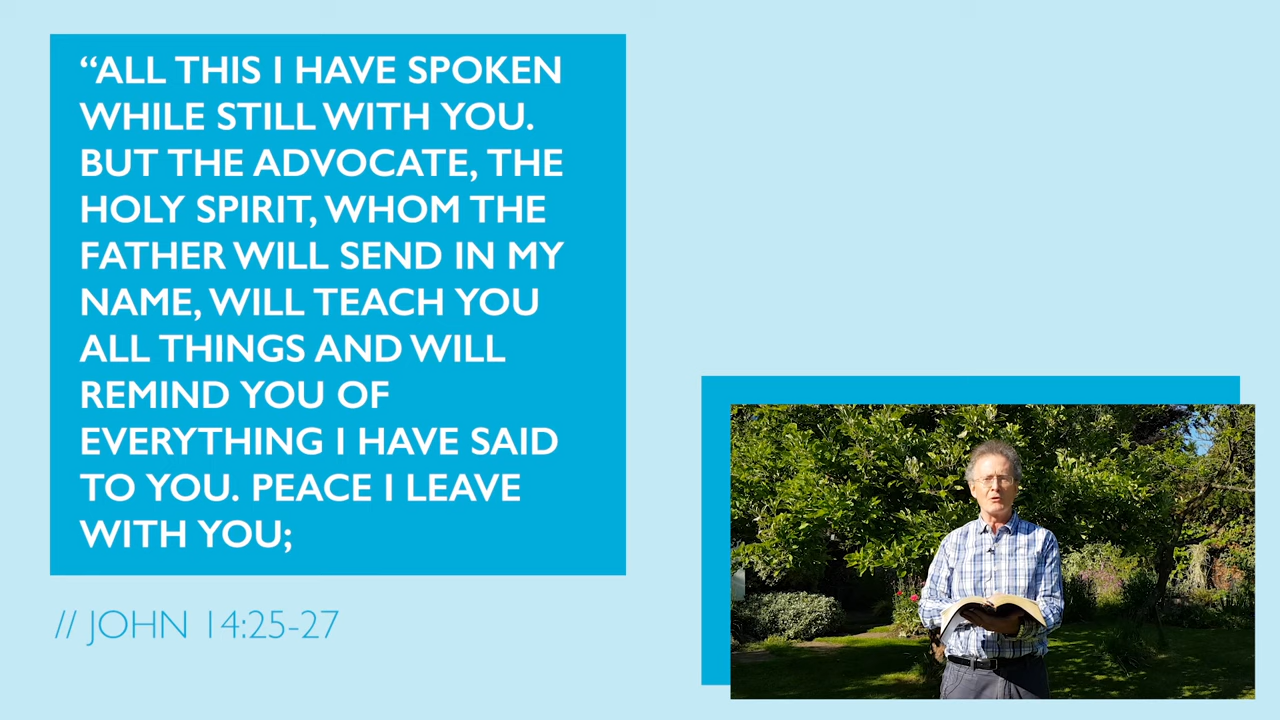 “ALL THIS I HAVE SPOKEN
WHILE STILL WITH YOU.
BUT THE ADVOCATE, THE
HOLY SPIRIT, WHOM THE
FATHER WILL SEND IN MY
NAME, WILL TEACH YOU
ALL THINGS AND WILL
REMIND YOU OF
EVERYTHING I HAVE SAID
TO YOU. PEACE I LEAVE
WITH YOU;
// JOHN 14:25-27